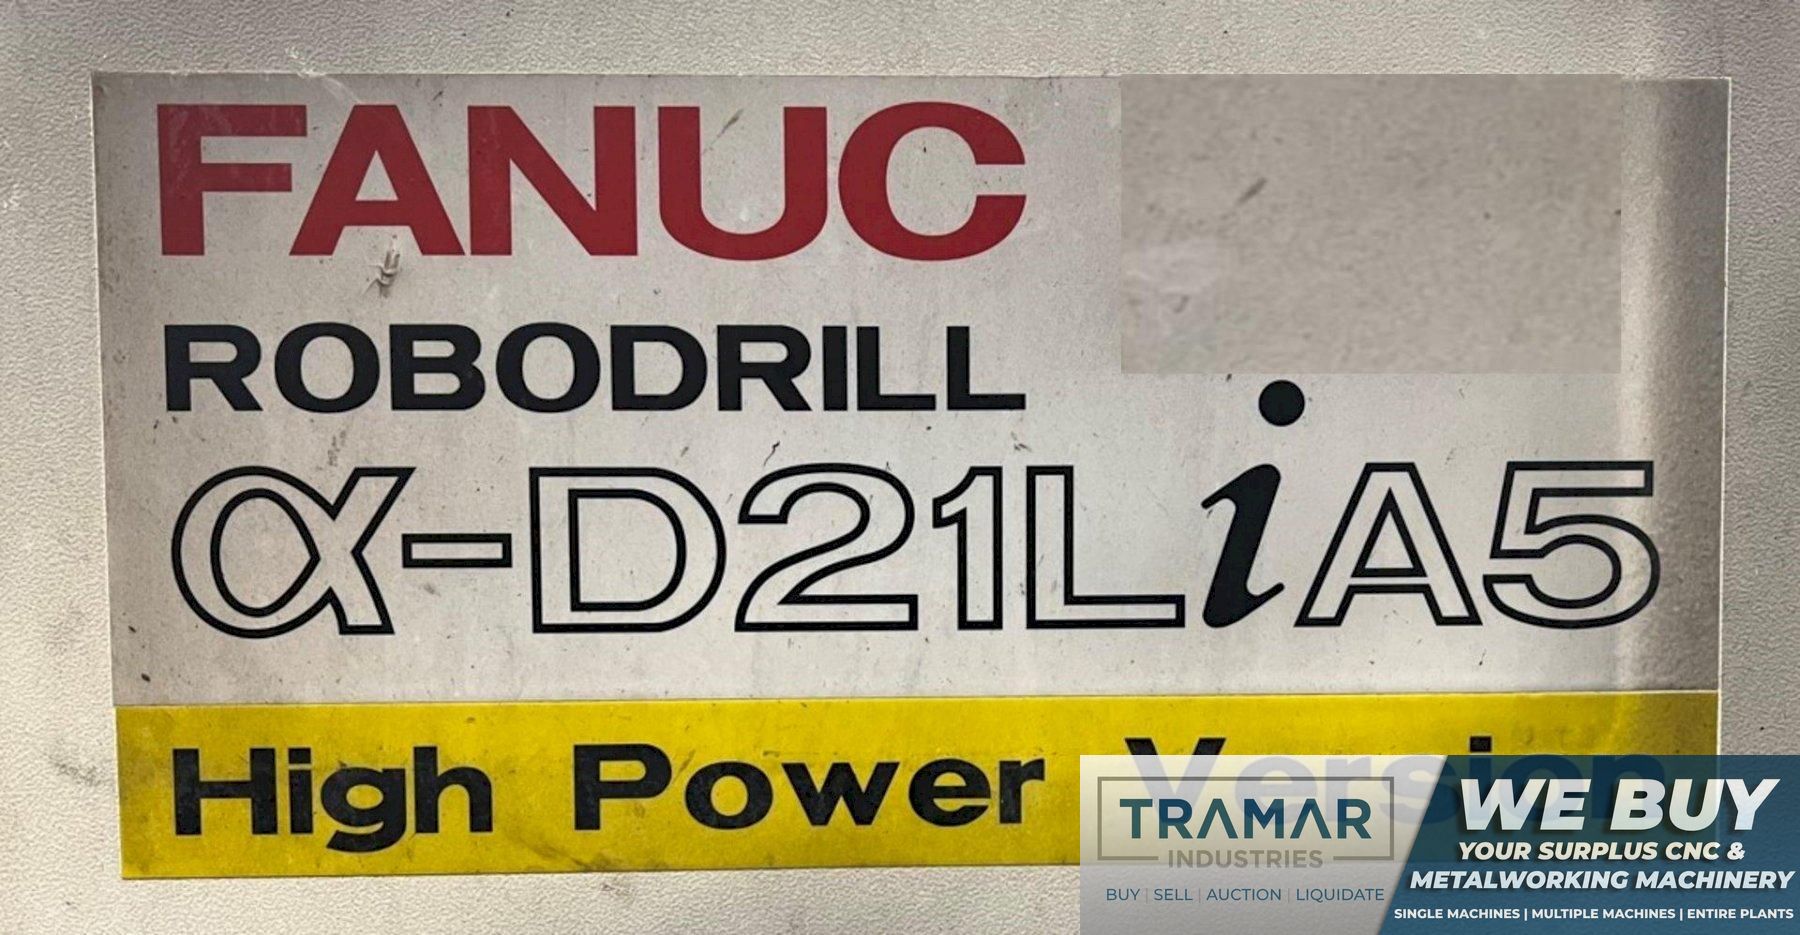 FANUC
ROBODRILL
α-D21LiA5
High Power Version
TRAMAR
INDUSTRIES
BUY | SELL | AUCTION | LIQUIDATE
WE BUY
YOUR SURPLUS CNC &
METALWORKING MACHINERY
SINGLE MACHINES | MULTIPLE MACHINES | ENTIRE PLANTS